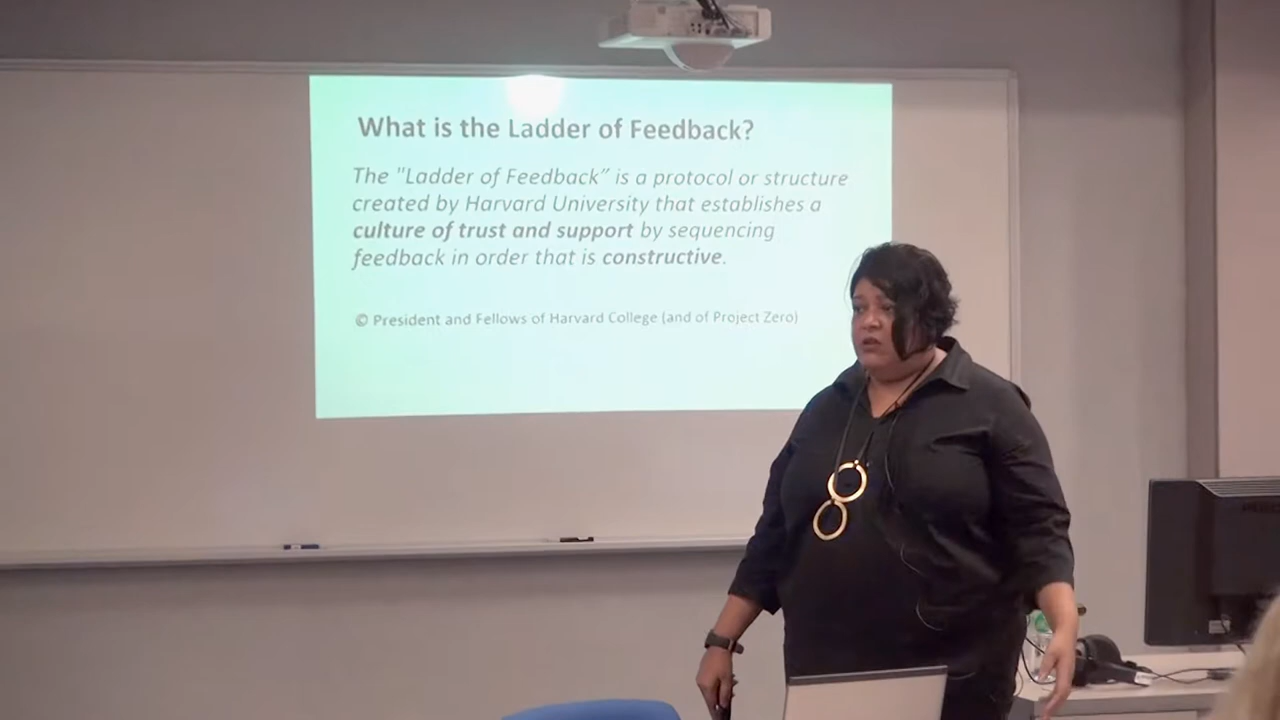 What is the Ladder of Feedback?
The "Ladder of Feedback” is a protocol or structure
created by Harvard University that establishes a
culture of trust and support by sequencing
feedback in order that is constructive.
© President and Fellows of Harvard College (and of Project Zero)